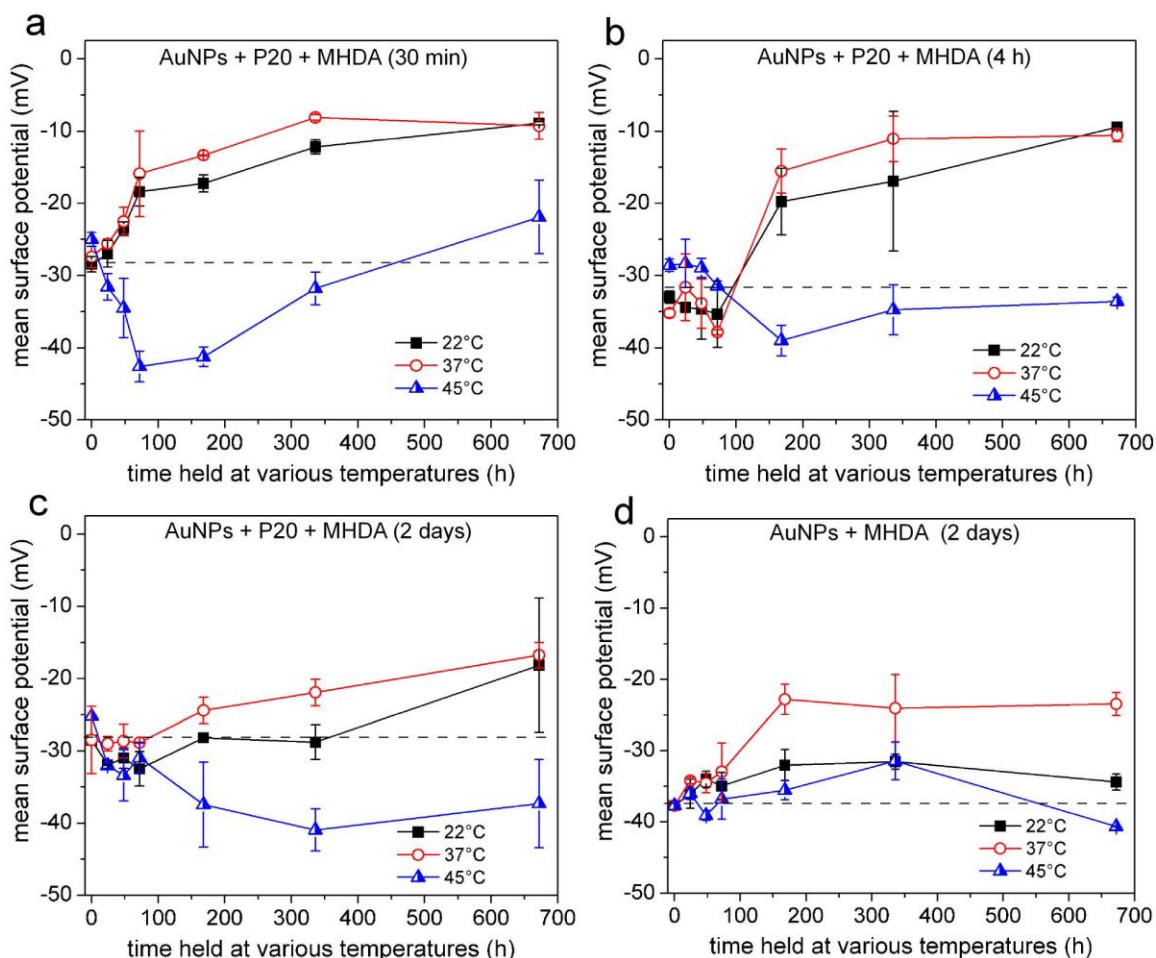 a
AuNPs + P20 + MHDA (30 min)
mean surface potential (mV)
0
-10
-20
-30
-40
-50
22°C
37°C
45°C
0 100 200 300 400 500 600 700
time held at various temperatures (h)
b
AuNPs + P20 + MHDA (4 h)
mean surface potential (mV)
0
-10
-20
-30
-40
-50
22°C
37°C
45°C
0 100 200 300 400 500 600 700
time held at various temperatures (h)
c
AuNPs + P20 + MHDA (2 days)
mean surface potential (mV)
0
-10
-20
-30
-40
-50
22°C
37°C
45°C
0 100 200 300 400 500 600 700
time held at various temperatures (h)
d
AuNPs + MHDA (2 days)
mean surface potential (mV)
0
-10
-20
-30
-40
-50
22°C
37°C
45°C
0 100 200 300 400 500 600 700
time held at various temperatures (h)